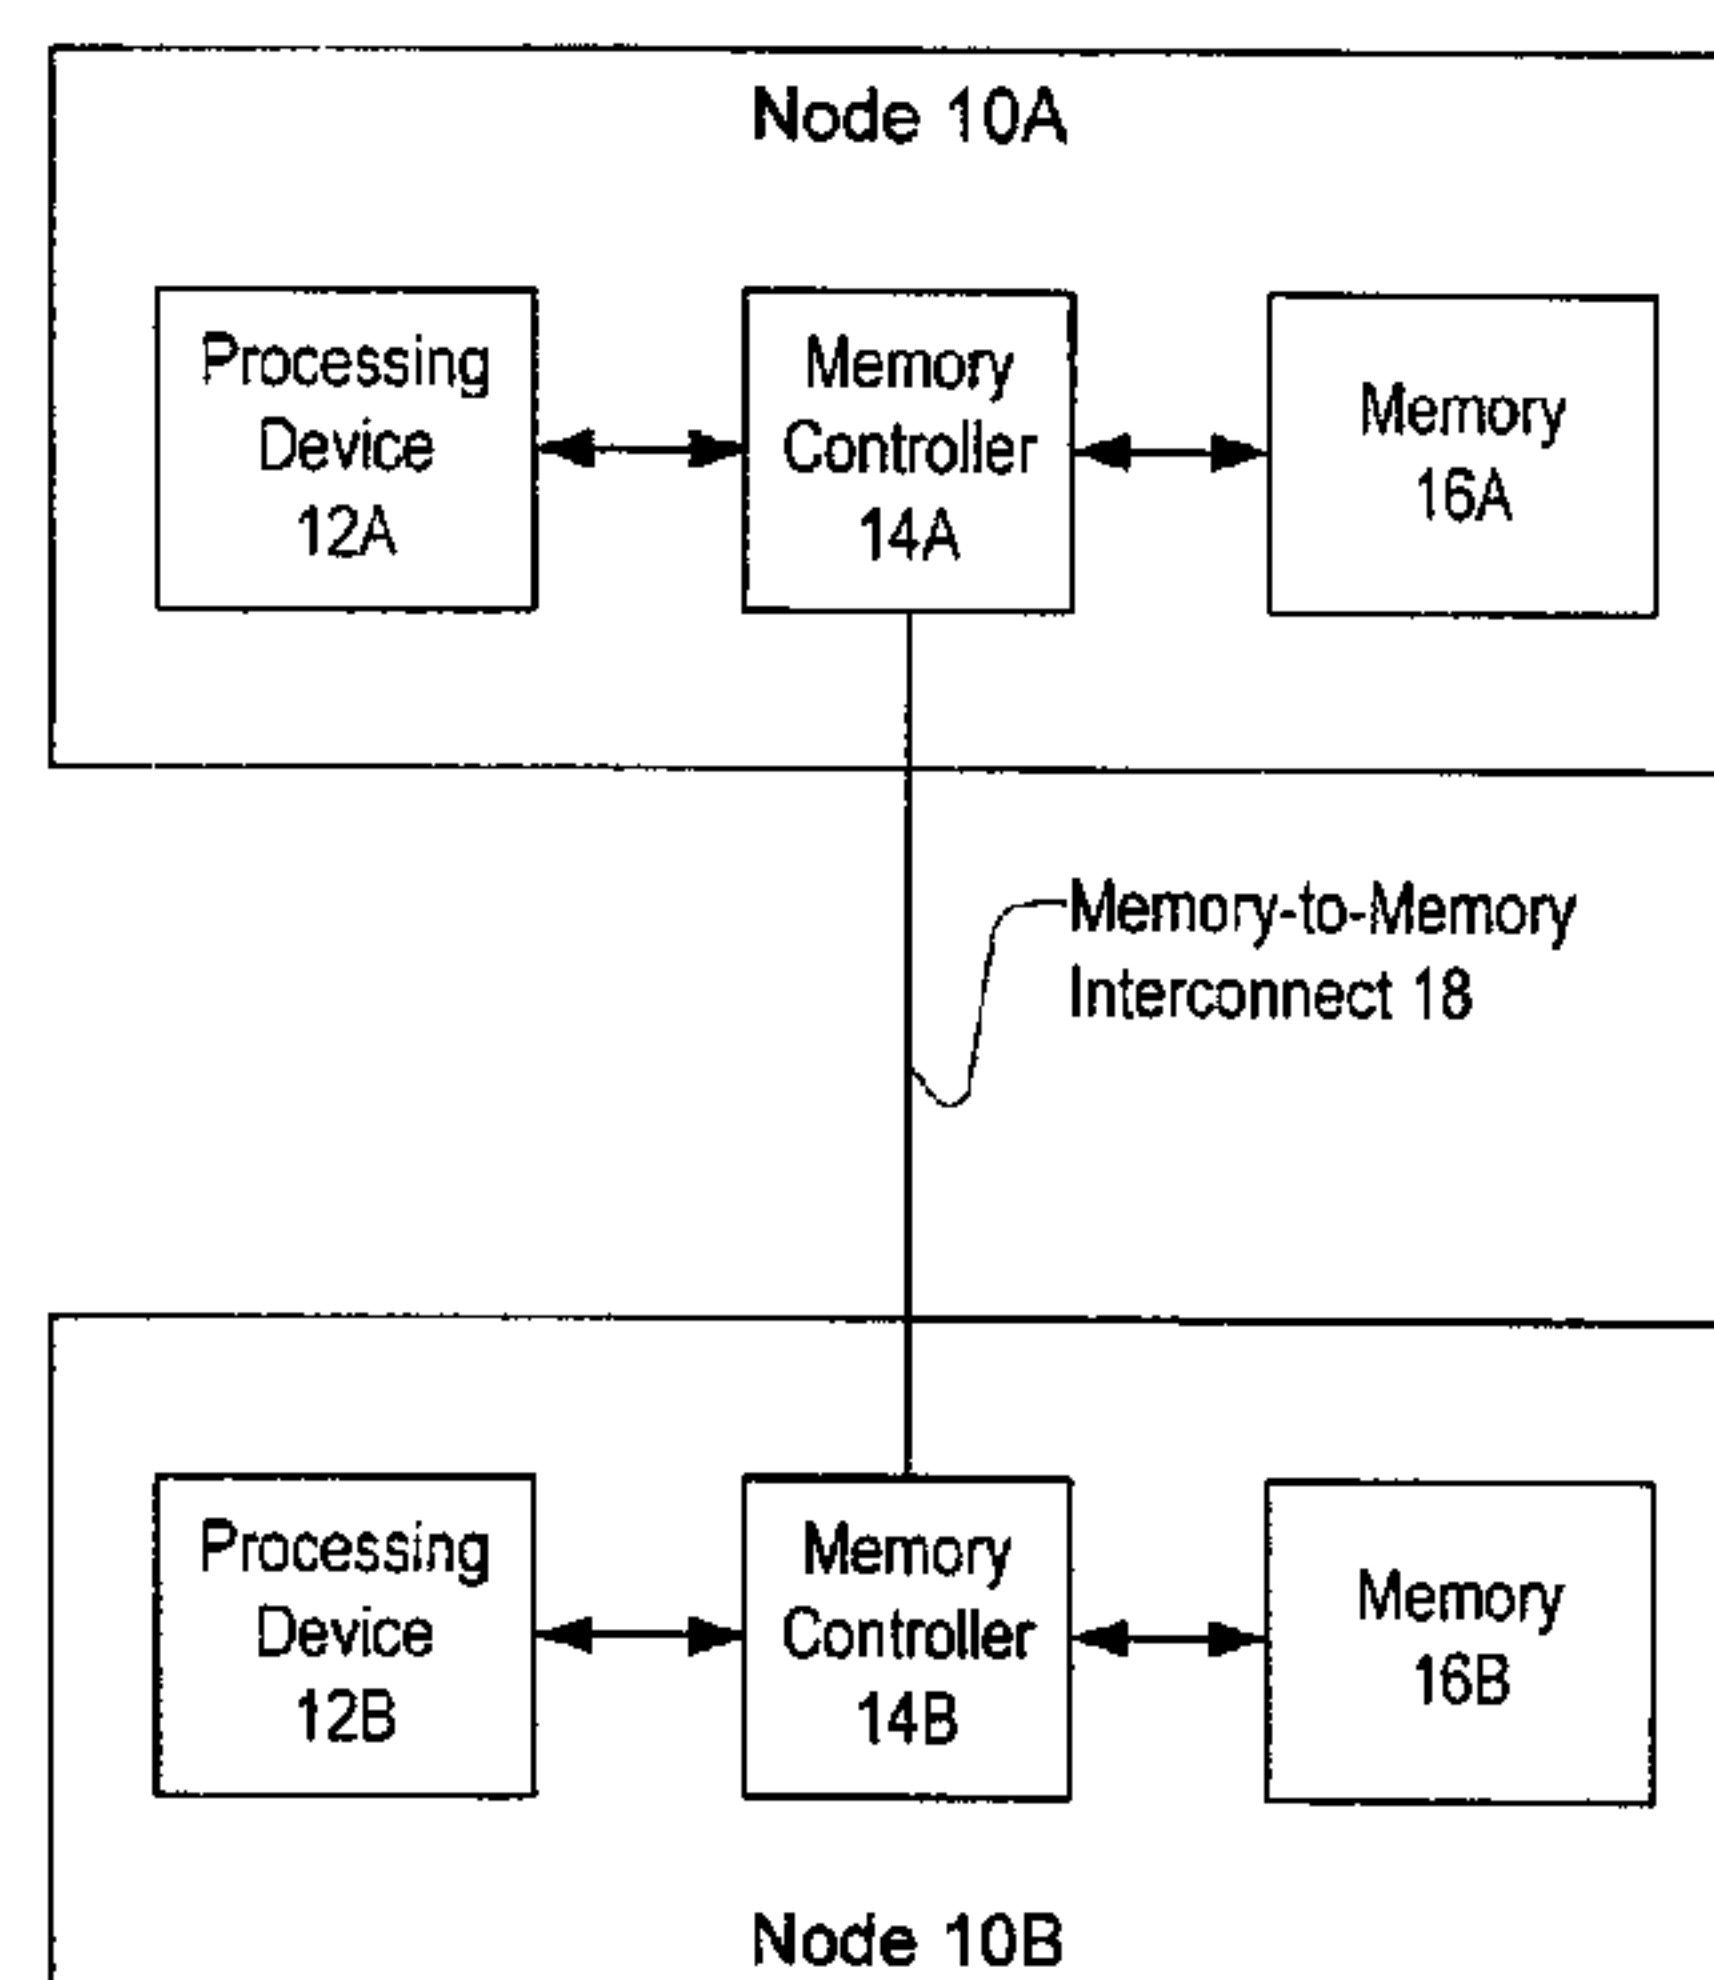 Node 10A
Processing
Device
12A
Memory
Controller
14A
Memory
16A
Memory-to-Memory
Interconnect 18
Processing
Device
12B
Memory
Controller
14B
Memory
16B
Node 10B